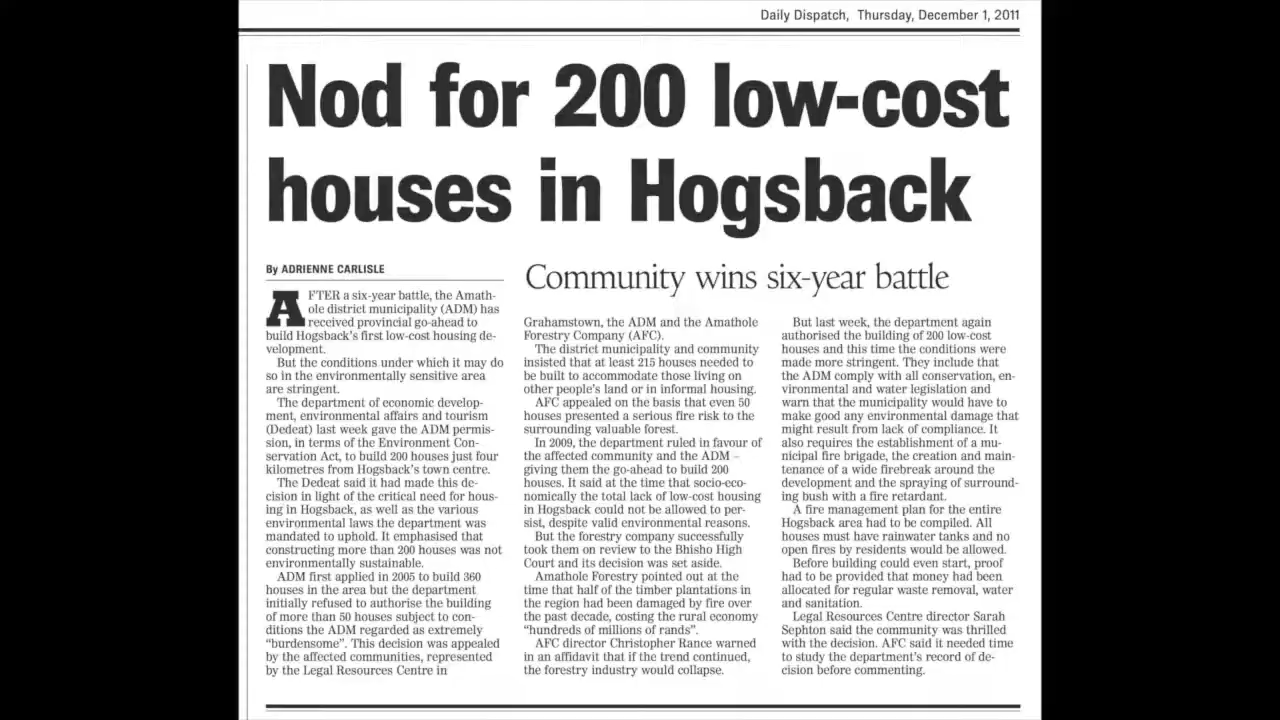 Daily Dispatch, Thursday, December 1, 2011
Nod for 200 low-cost
houses in Hogsback
By ADRIENNE CARLISLE
Community wins six-year battle
AFTER a six-year battle, the Amath-
ole district municipality (ADM) has
received provincial go-ahead to
build Hogsback's first low-cost housing de-
velopment.
But the conditions under which it may do
so in the environmentally sensitive area
are stringent.
The department of economic develop-
ment, environmental affairs and tourism
(Dedeat) last week gave the ADM permis-
sion, in terms of the Environment Con-
servation Act, to build 200 houses just four
kilometres from Hogsback's town centre.
The Dedeat said it had made this de-
cision in light of the critical need for hous-
ing in Hogsback, as well as the various
environmental laws the department was
mandated to uphold. It emphasised that
constructing more than 200 houses was not
environmentally sustainable.
ADM first applied in 2005 to build 360
houses in the area but the department
initially refused to authorise the building
of more than 50 houses subject to con-
ditions the ADM regarded as extremely
"burdensome". This decision was appealed
by the affected communities, represented
by the Legal Resources Centre in
Grahamstown, the ADM and the Amathole
Forestry Company (AFC).
The district municipality and community
insisted that at least 215 houses needed to
be built to accommodate those living on
other people's land or in informal housing.
AFC appealed on the basis that even 50
houses presented a serious fire risk to the
surrounding valuable forest.
In 2009, the department ruled in favour of
the affected community and the ADM –
giving them the go-ahead to build 200
houses. It said at the time that socio-eco-
nomically the total lack of low-cost housing
in Hogsback could not be allowed to per-
sist, despite valid environmental reasons.
But the forestry company successfully
took them on review to the Bhisho High
Court and its decision was set aside.
Amathole Forestry pointed out at the
time that half of the timber plantations in
the region had been damaged by fire over
the past decade, costing the rural economy
"hundreds of millions of rands".
AFC director Christopher Rance warned
in an affidavit that if the trend continued,
the forestry industry would collapse.
But last week, the department again
authorised the building of 200 low-cost
houses and this time the conditions were
made more stringent. They include that
the ADM comply with all conservation, en-
vironmental and water legislation and
warn that the municipality would have to
make good any environmental damage that
might result from lack of compliance. It
also requires the establishment of a mu-
nicipal fire brigade, the creation and main-
tenance of a wide firebreak around the
development and the spraying of surround-
ing bush with a fire retardant.
A fire management plan for the entire
Hogsback area had to be compiled. All
houses must have rainwater tanks and no
open fires by residents would be allowed.
Before building could even start, proof
had to be provided that money had been
allocated for regular waste removal, water
and sanitation.
Legal Resources Centre director Sarah
Sephton said the community was thrilled
with the decision. AFC said it needed time
to study the department's record of de-
cision before commenting.